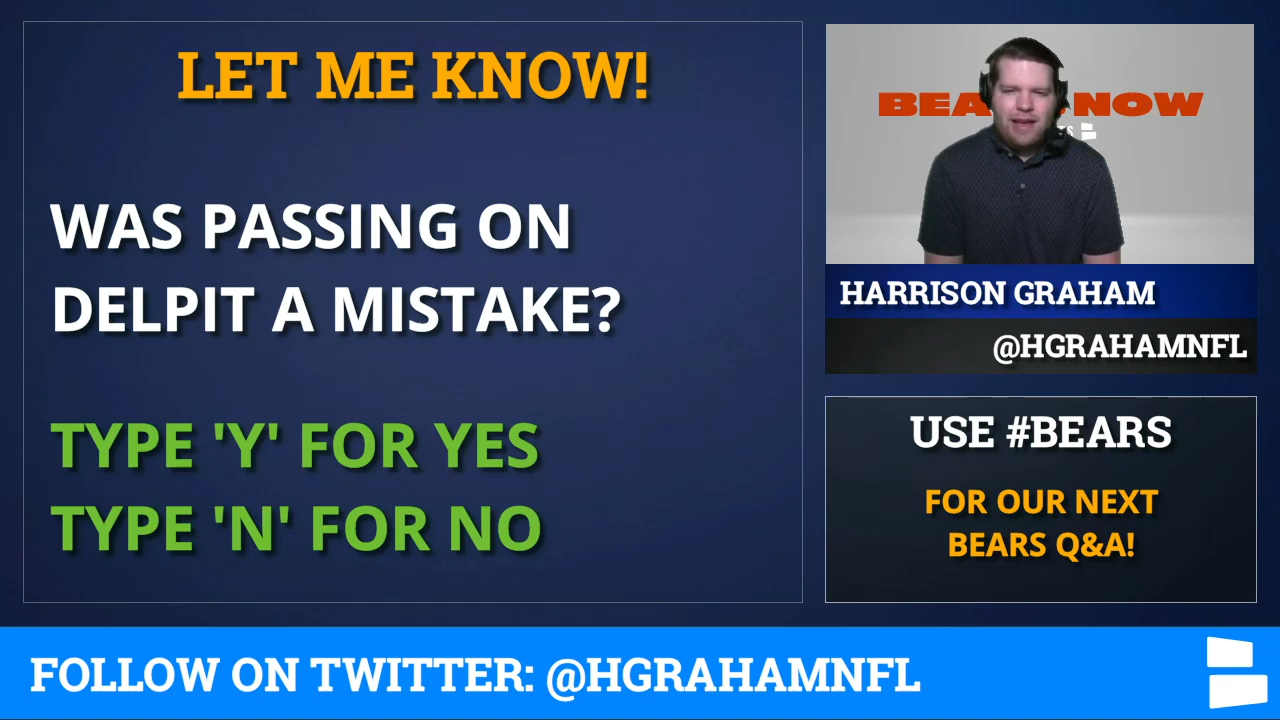 LET ME KNOW!
WAS PASSING ON
DELPIT A MISTAKE?
TYPE 'Y' FOR YES
TYPE 'N' FOR NO
NOW
HARRISON GRAHAM
@HGRAHAMNFL
USE #BEARS
FOR OUR NEXT
BEARS Q&A!
FOLLOW ON TWITTER: @HGRAHAMNFL